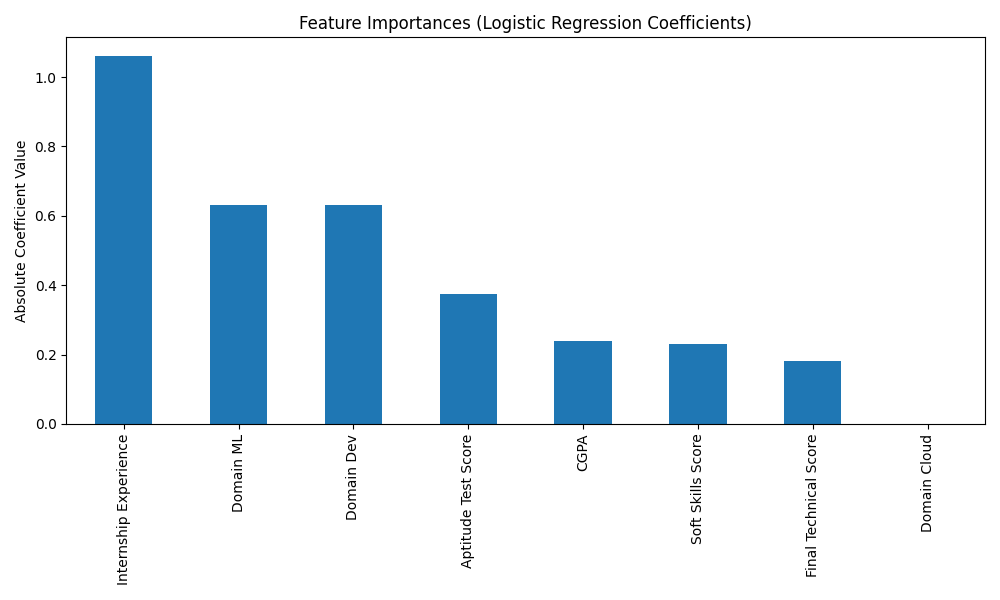 Feature Importances (Logistic Regression Coefficients)
Absolute Coefficient Value
1.0
0.8
0.6
0.4
0.2
0.0
Internship Experience
Domain ML
Domain Dev
Aptitude Test Score
CGPA
Soft Skills Score
Final Technical Score
Domain Cloud